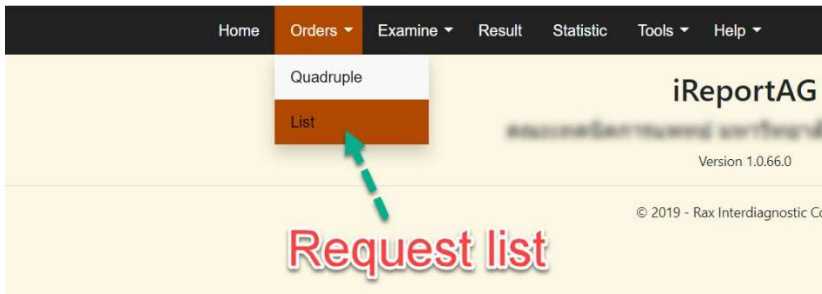 Home Orders Examine Result Statistic Tools Help
Quadruple
List
iReportAG
Version 1.0.66.0
© 2019 - Rax Interdiagnostic
Request list